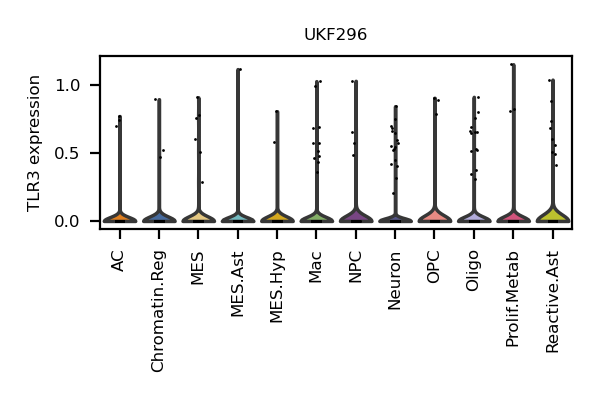 UKF296
TLR3 expression
1.0
0.5
0.0
AC
Chromatin.Reg
MES
MES.Ast
MES.Hyp
Mac
NPC
Neuron
OPC
Oligo
Prolif.Metab
Reactive.Ast